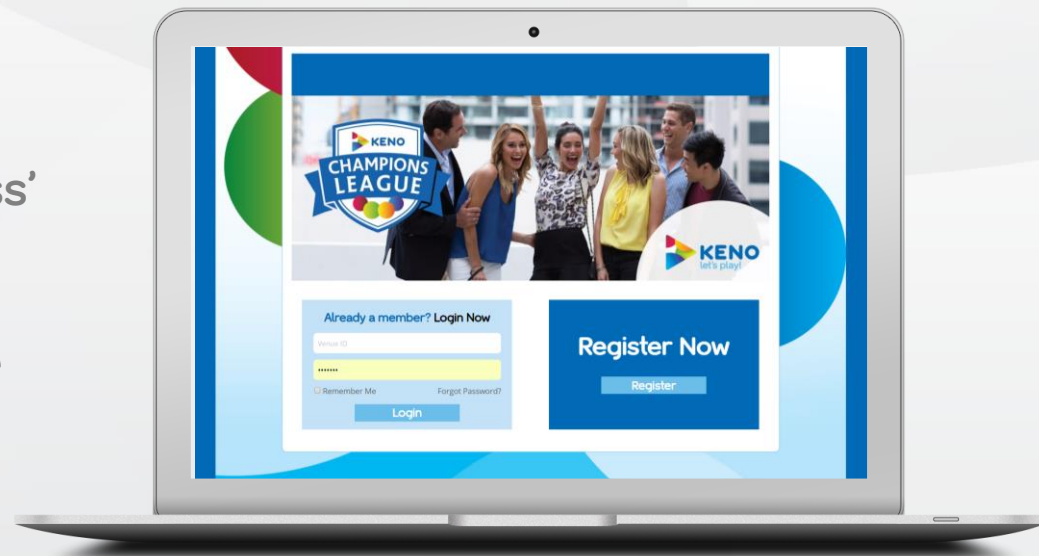 ss’
KENO
CHAMPIONS
LEAGUE
KENO
let's play!
Already a member? Login Now
Venue ID
•••••••
Remember Me
Forgot Password?
Login
Register Now
Register